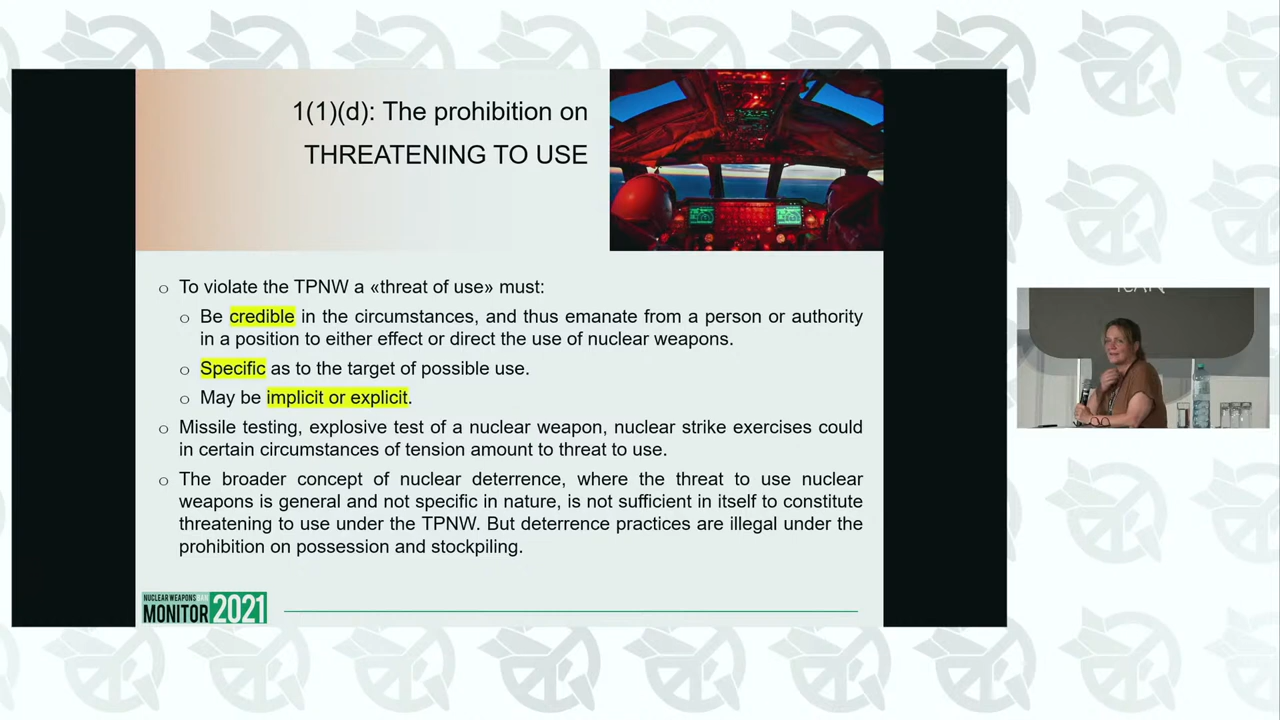 1(1)(d): The prohibition on
THREATENING TO USE
To violate the TPNW a «threat of use» must:
Be credible in the circumstances, and thus emanate from a person or authority
in a position to either effect or direct the use of nuclear weapons.
Specific as to the target of possible use.
May be implicit or explicit.
Missile testing, explosive test of a nuclear weapon, nuclear strike exercises could
in certain circumstances of tension amount to threat to use.
The broader concept of nuclear deterrence, where the threat to use nuclear
weapons is general and not specific in nature, is not sufficient in itself to constitute
threatening to use under the TPNW. But deterrence practices are illegal under the
prohibition on possession and stockpiling.
NUCLEAR WEAPONS BAN
MONITOR 2021